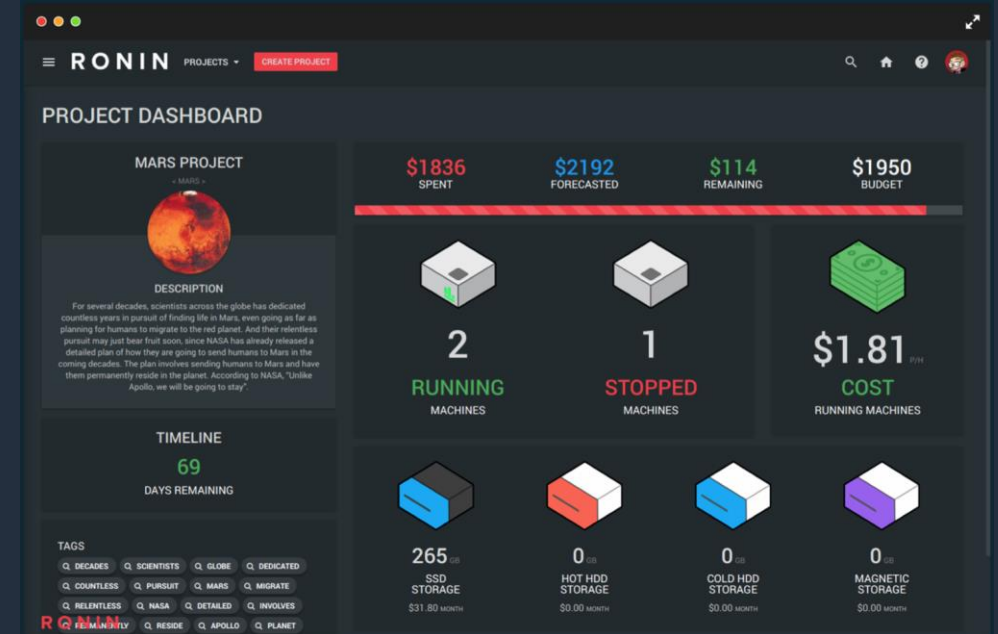 RONIN PROJECTS CREATE PROJECT
PROJECT DASHBOARD
MARS PROJECT
« MARS »
DESCRIPTION
For several decades, scientists across the globe has dedicated
countless years in pursuit of finding life in Mars, even going as far as
planning for humans to migrate to the red planet. And their relentless
pursuit may just bear fruit soon, since NASA has already released a
detailed plan of how they are going to send humans to Mars in the
coming decades. The plan involves sending humans to Mars and have
them permanently reside in the planet. According to NASA, "Unlike
Apollo, we will be going to stay".
TIMELINE
69
DAYS REMAINING
TAGS
DECADES SCIENTISTS GLOBE DEDICATED
COUNTLESS PURSUIT MARS MIGRATE
RELENTLESS NASA DETAILED INVOLVES
PERMANENTLY RESIDE APOLLO PLANET
RONIN
$1836 $2192 $114 $1950
SPENT FORECASTED REMAINING BUDGET
2
RUNNING
MACHINES
1
STOPPED
MACHINES
$1.81 P/H
COST
RUNNING MACHINES
265 GB
SSD
STORAGE
$31.80 MONTH
0 GB
HOT HDD
STORAGE
$0.00 MONTH
0 GB
COLD HDD
STORAGE
$0.00 MONTH
0 GB
MAGNETIC
STORAGE
$0.00 MONTH